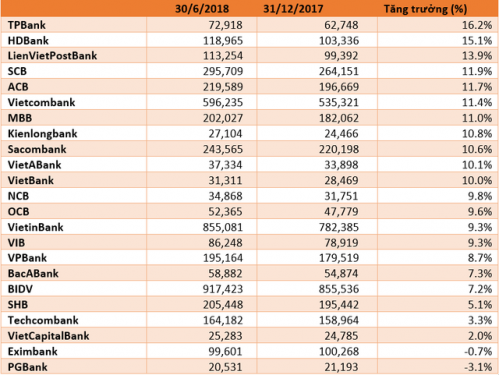 30/6/2018 31/12/2017 Tăng trưởng (%)
TPBank 72,918 62,748 16.2%
HDBank 118,965 103,336 15.1%
LienVietPostBank 113,254 99,392 13.9%
SCB 295,709 264,151 11.9%
ACB 219,589 196,669 11.7%
Vietcombank 596,235 535,321 11.4%
MBB 202,027 182,062 11.0%
Kienlongbank 27,104 24,466 10.8%
Sacombank 243,565 220,198 10.6%
VietABank 37,334 33,898 10.1%
VietBank 31,311 28,469 10.0%
NCB 34,868 31,751 9.8%
OCB 52,365 47,779 9.6%
VietinBank 855,081 782,385 9.3%
VIB 86,248 78,919 9.3%
VPBank 195,164 179,519 8.7%
BacABank 58,882 54,874 7.3%
BIDV 917,423 855,536 7.2%
SHB 205,448 195,442 5.1%
Techcombank 164,182 158,964 3.3%
VietCapitalBank 25,283 24,785 2.0%
Eximbank 99,601 100,268 -0.7%
PGBank 20,531 21,193 -3.1%